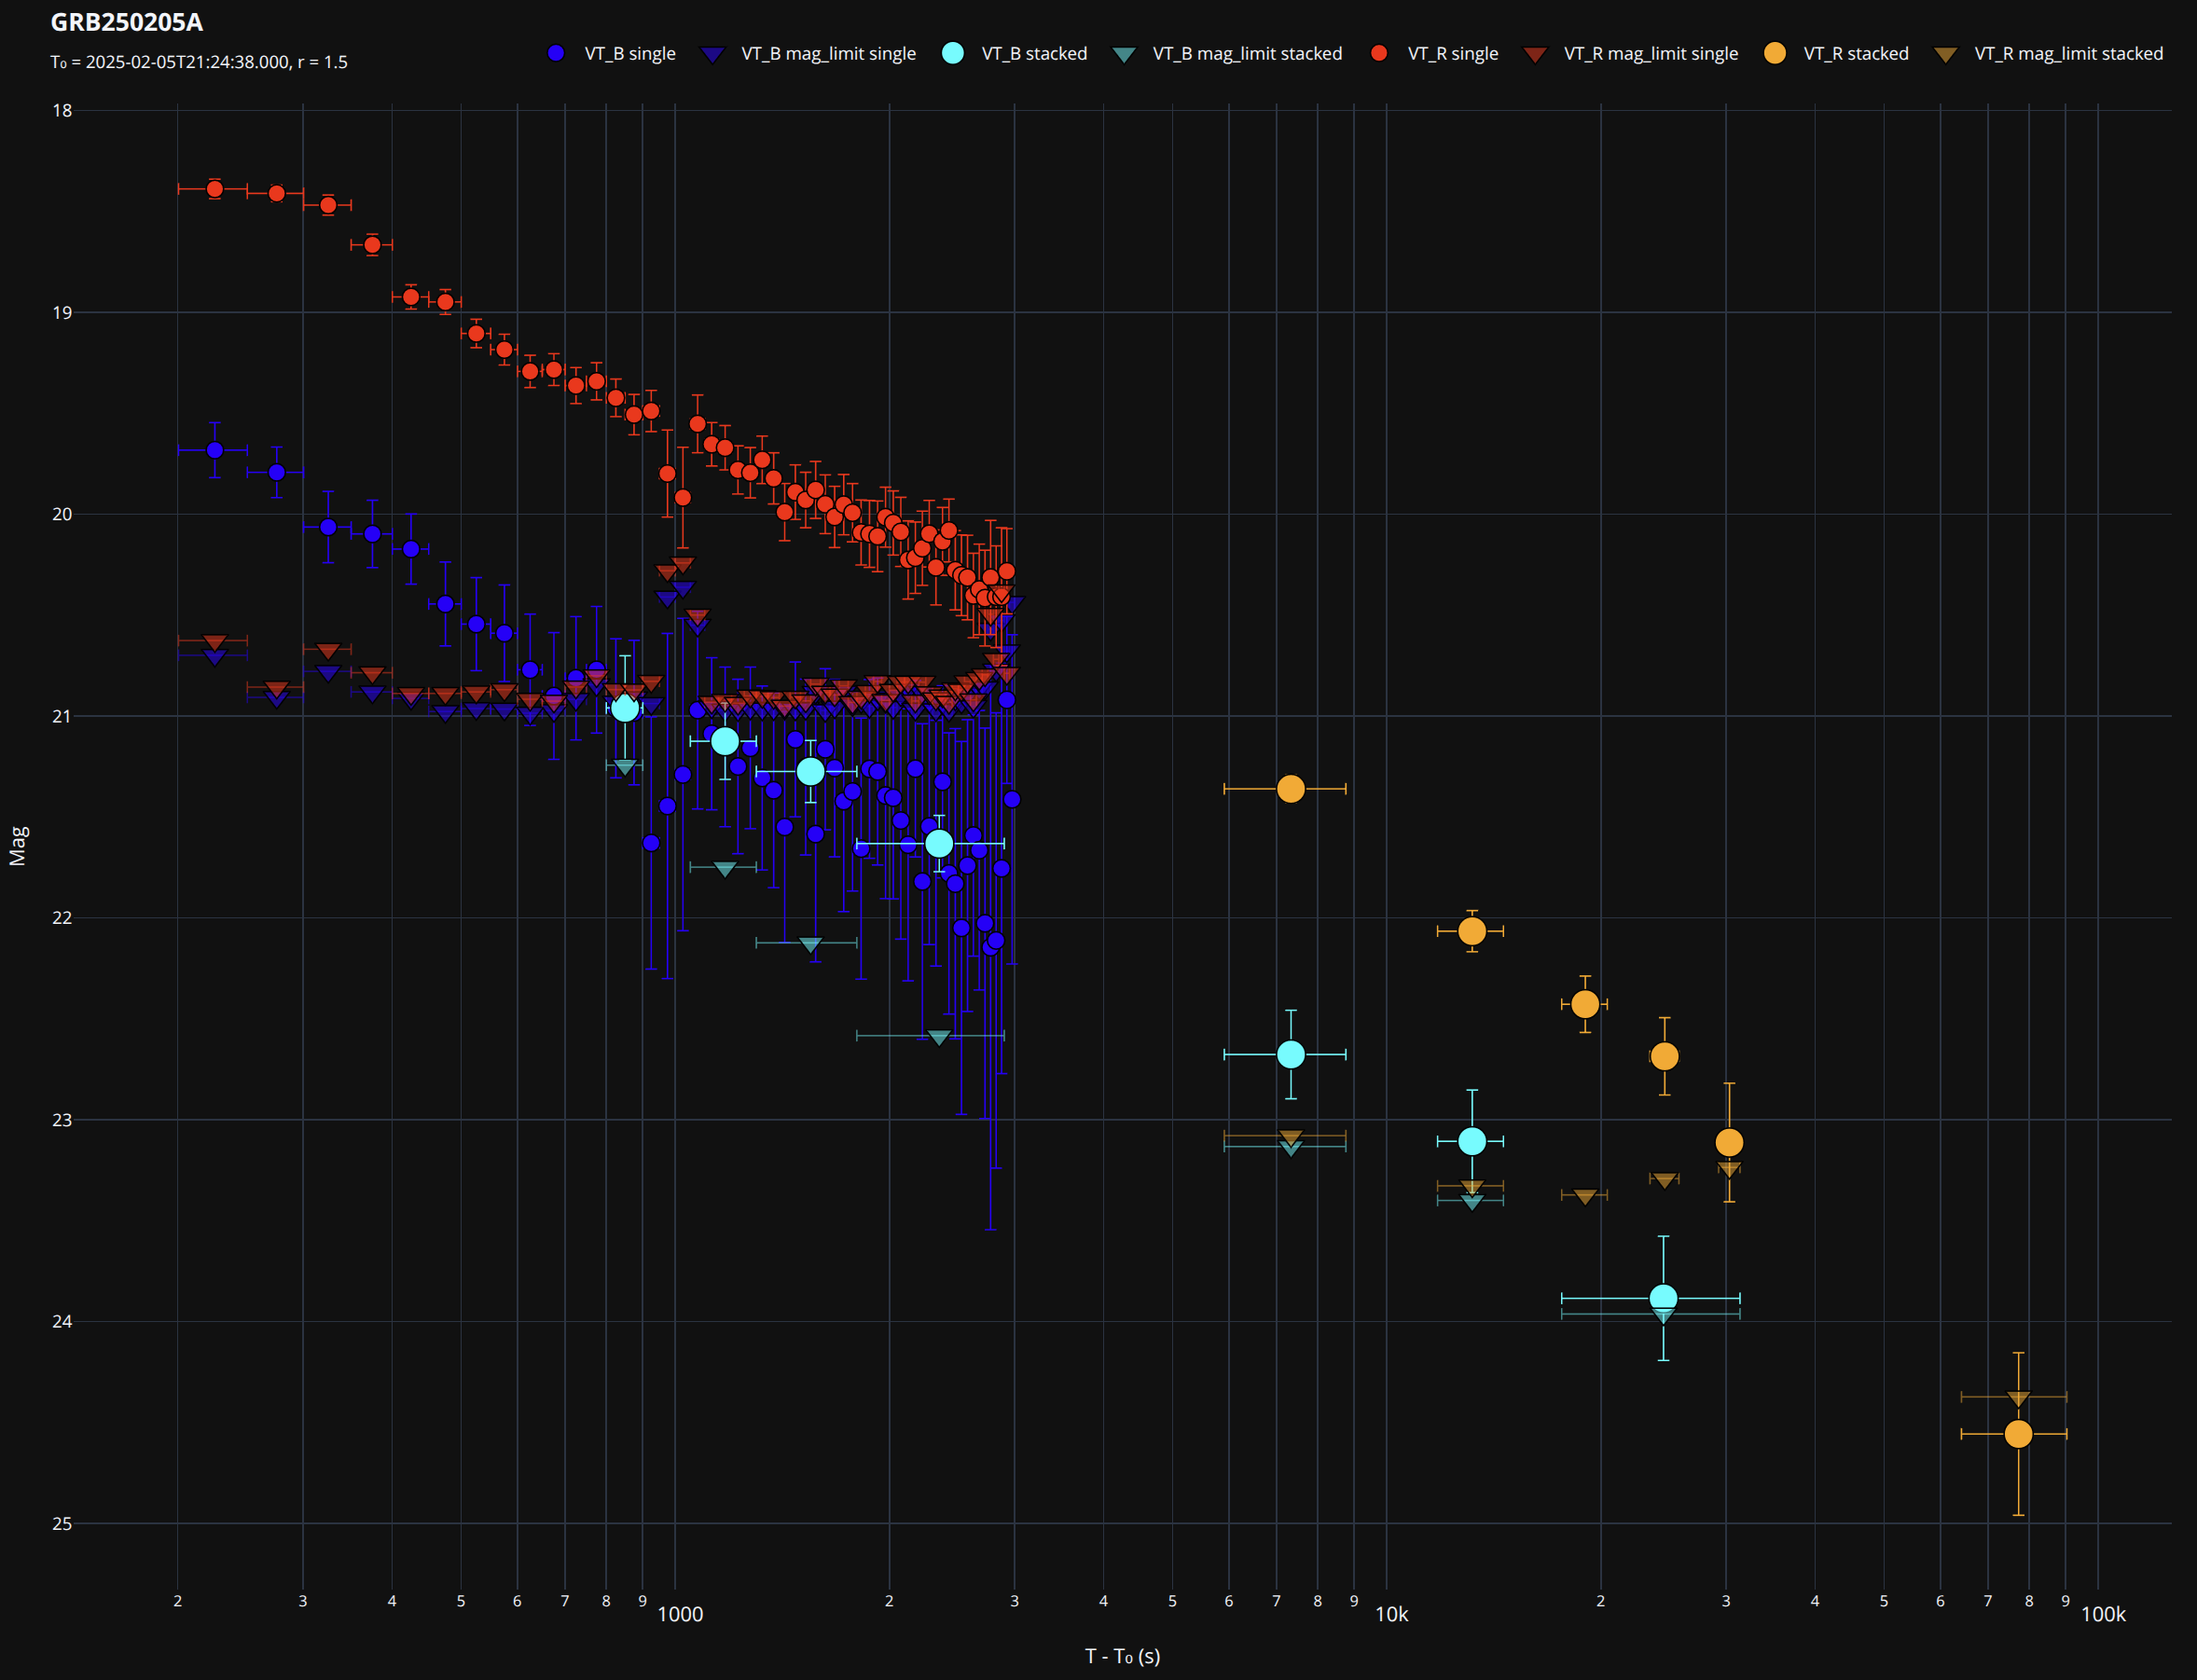 GRB250205A
T₀ = 2025-02-05T21:24:38.000, r = 1.5
VT_B single VT_B mag_limit single VT_B stacked VT_B mag_limit stacked VT_R single VT_R mag_limit single VT_R stacked VT_R mag_limit stacked
18
19
20
21
Mag
22
23
24
25
2 3 4 5 6 7 8 9 1000 2 3 4 5 6 7 8 9 10k 2 3 4 5 6 7 8 9 100k
T - T₀ (s)